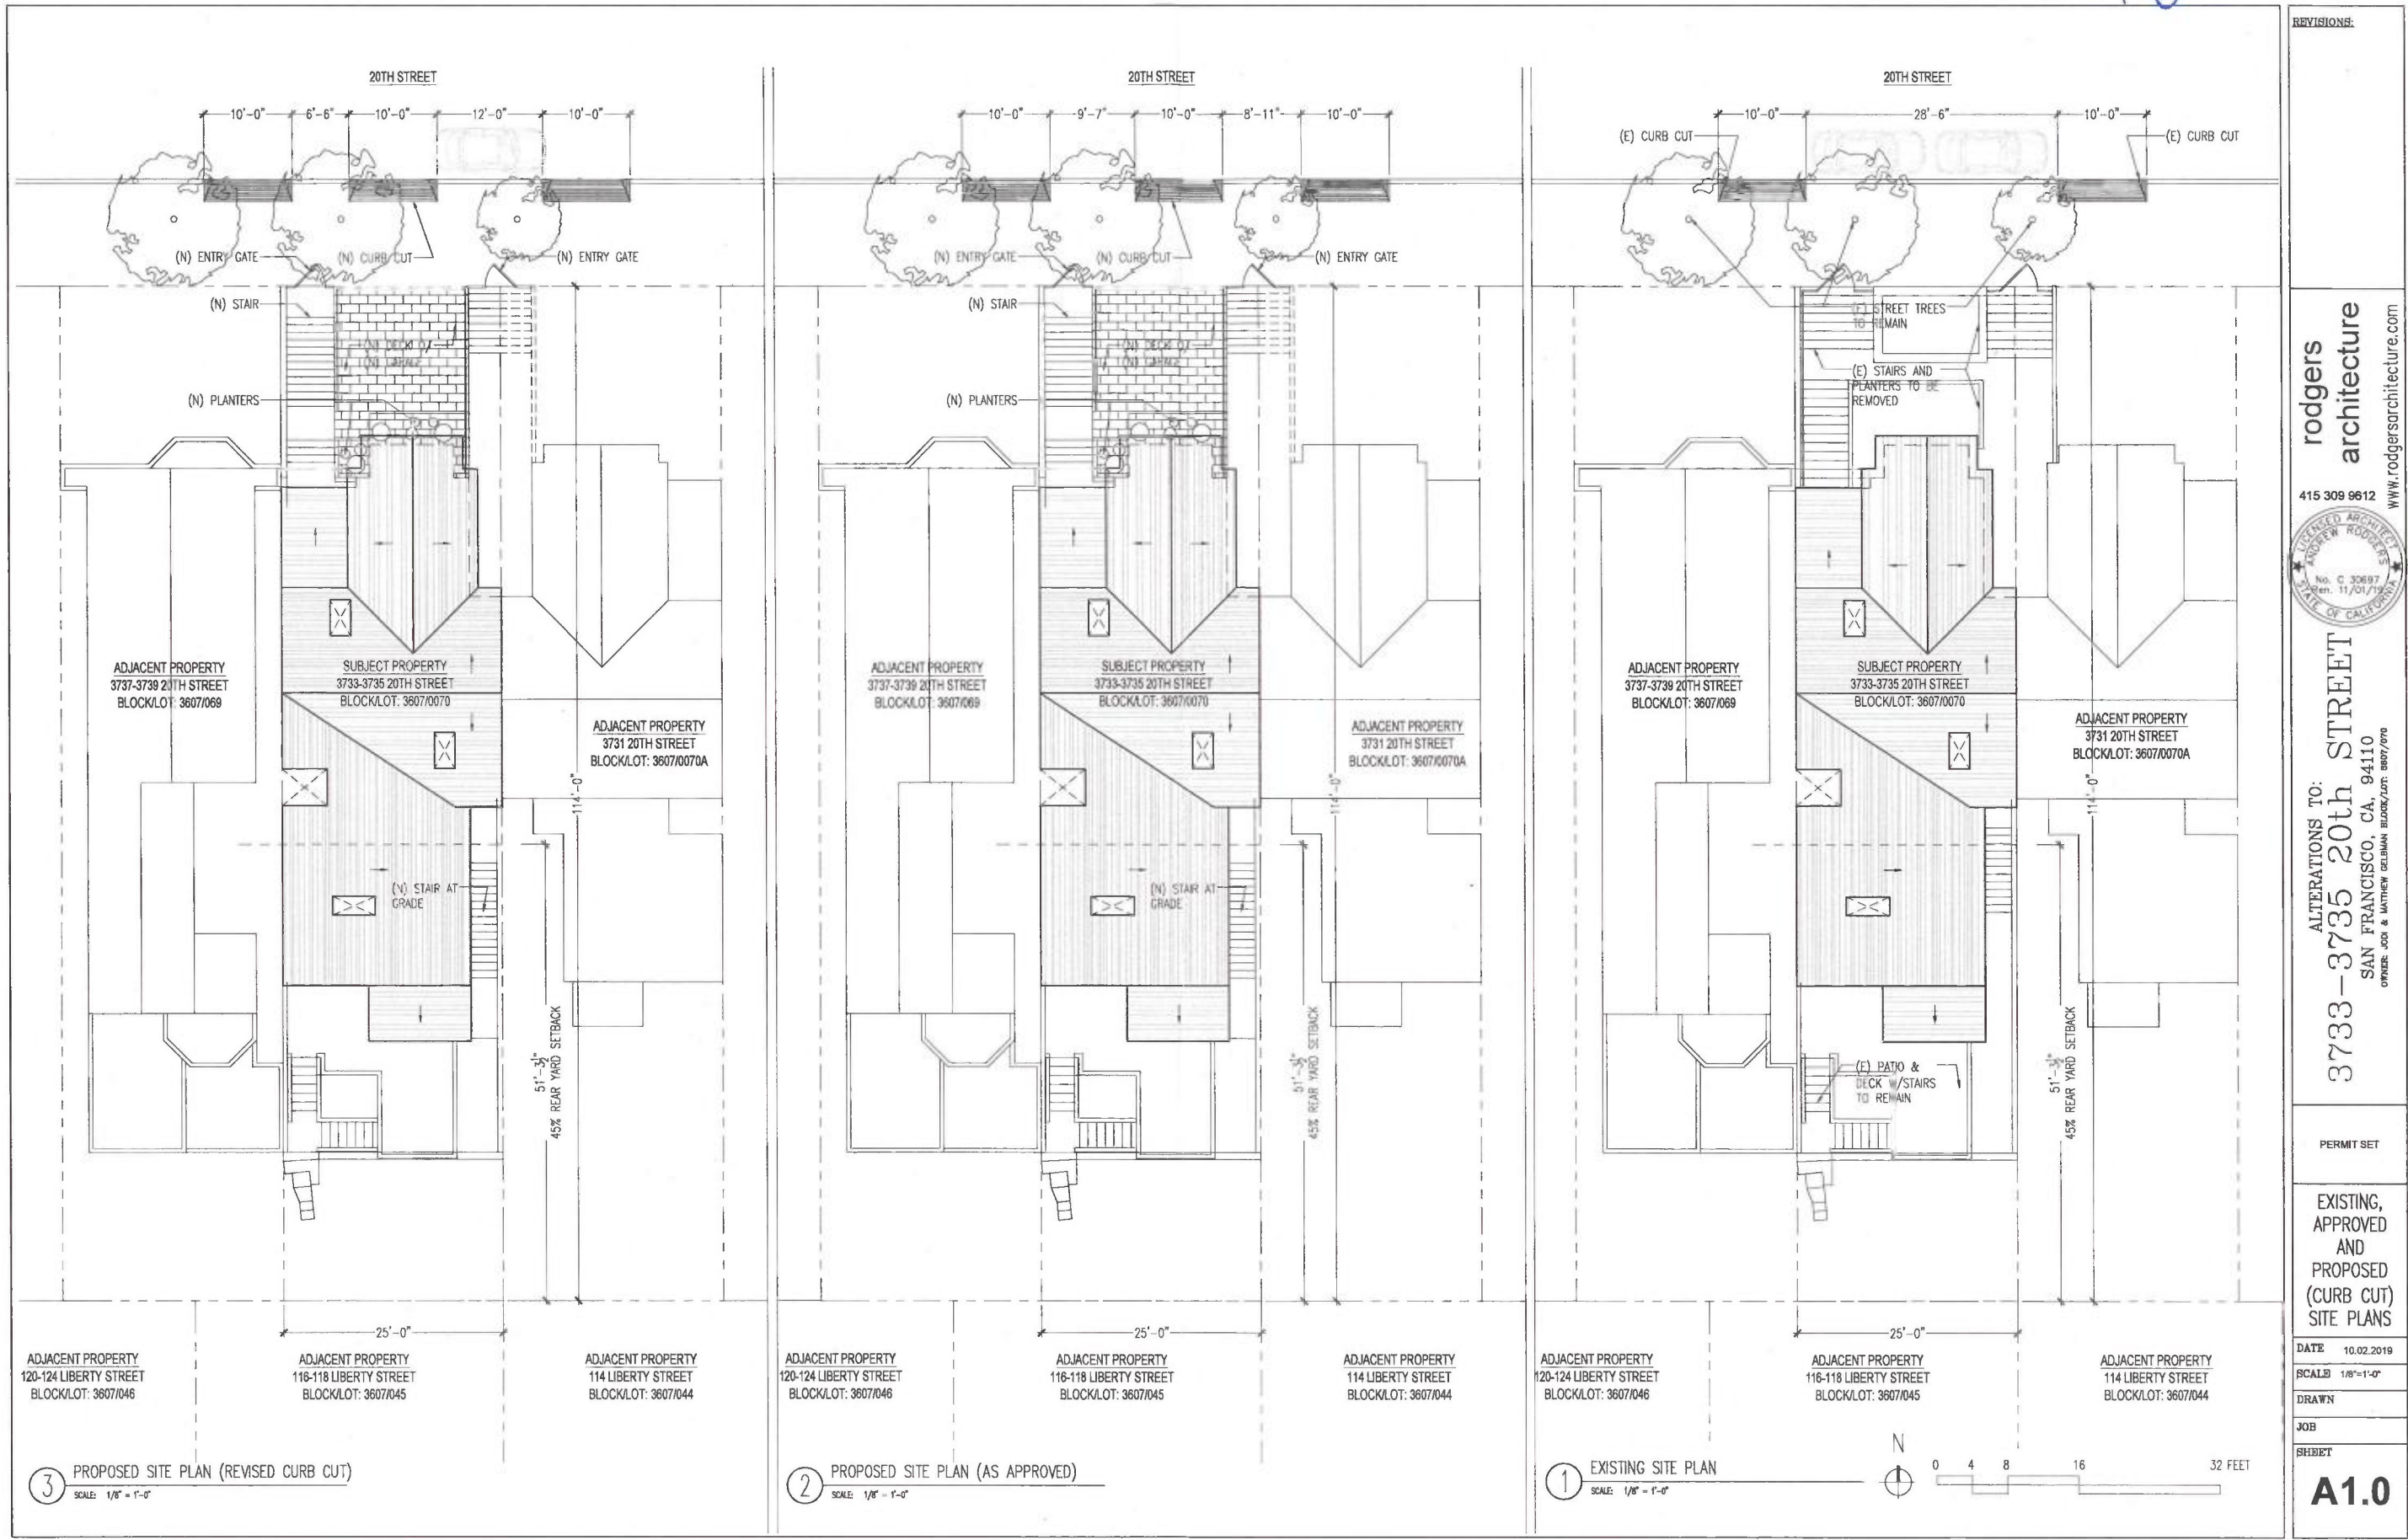 20TH STREET
10'-0"
6'-6"
10'-0"
12'-0"
10'-0"
(N) ENTRY GATE
(N) CURB CUT
(N) ENTRY GATE
(N) STAIR
(N) DECK O/
(N) GARAGE
(N) PLANTERS
ADJACENT PROPERTY
3737-3739 20TH STREET
BLOCK/LOT: 3607/069
SUBJECT PROPERTY
3733-3735 20TH STREET
BLOCK/LOT: 3607/0070
ADJACENT PROPERTY
3731 20TH STREET
BLOCK/LOT: 3607/0070A
114'-0"
(N) STAIR AT
GRADE
51'-3½"
45% REAR YARD SETBACK
25'-0"
ADJACENT PROPERTY
120-124 LIBERTY STREET
BLOCK/LOT: 3607/046
ADJACENT PROPERTY
116-118 LIBERTY STREET
BLOCK/LOT: 3607/045
ADJACENT PROPERTY
114 LIBERTY STREET
BLOCK/LOT: 3607/044
3
PROPOSED SITE PLAN (REVISED CURB CUT)
SCALE: 1/8" = 1'-0"
20TH STREET
10'-0"
9'-7"
10'-0"
8'-11"
10'-0"
(N) ENTRY GATE
(N) CURB CUT
(N) ENTRY GATE
(N) STAIR
(N) DECK O/
(N) GARAGE
(N) PLANTERS
ADJACENT PROPERTY
3737-3739 20TH STREET
BLOCK/LOT: 3607/069
SUBJECT PROPERTY
3733-3735 20TH STREET
BLOCK/LOT: 3607/0070
ADJACENT PROPERTY
3731 20TH STREET
BLOCK/LOT: 3607/0070A
114'-0"
(N) STAIR AT
GRADE
51'-3½"
45% REAR YARD SETBACK
25'-0"
ADJACENT PROPERTY
120-124 LIBERTY STREET
BLOCK/LOT: 3607/046
ADJACENT PROPERTY
116-118 LIBERTY STREET
BLOCK/LOT: 3607/045
ADJACENT PROPERTY
114 LIBERTY STREET
BLOCK/LOT: 3607/044
2
PROPOSED SITE PLAN (AS APPROVED)
SCALE: 1/8" = 1'-0"
20TH STREET
10'-0"
28'-6"
10'-0"
(E) CURB CUT
(E) CURB CUT
(E) STREET TREES
TO REMAIN
(E) STAIRS AND
PLANTERS TO BE
REMOVED
ADJACENT PROPERTY
3737-3739 20TH STREET
BLOCK/LOT: 3607/069
SUBJECT PROPERTY
3733-3735 20TH STREET
BLOCK/LOT: 3607/0070
ADJACENT PROPERTY
3731 20TH STREET
BLOCK/LOT: 3607/0070A
114'-0"
(E) PATIO &
DECK W/STAIRS
TO REMAIN
51'-3½"
45% REAR YARD SETBACK
25'-0"
ADJACENT PROPERTY
120-124 LIBERTY STREET
BLOCK/LOT: 3607/046
ADJACENT PROPERTY
116-118 LIBERTY STREET
BLOCK/LOT: 3607/045
ADJACENT PROPERTY
114 LIBERTY STREET
BLOCK/LOT: 3607/044
1
EXISTING SITE PLAN
SCALE: 1/8" = 1'-0"
N
0 4 8 16 32 FEET
REVISIONS:
rodgers
architecture
www.rodgersarchitecture.com
415 309 9612
LICENSED ARCHITECT
ANDREW RODGERS
No. C 30697
Ren. 11/01/19
STATE OF CALIFORNIA
ALTERATIONS TO:
3733-3735 20th STREET
SAN FRANCISCO, CA, 94110
OWNER: JODI & MATTHEW GELBMAN BLOCK/LOT: 3607/070
PERMIT SET
EXISTING,
APPROVED
AND
PROPOSED
(CURB CUT)
SITE PLANS
DATE 10.02.2019
SCALE 1/8"=1'-0"
DRAWN
JOB
SHEET
A1.0